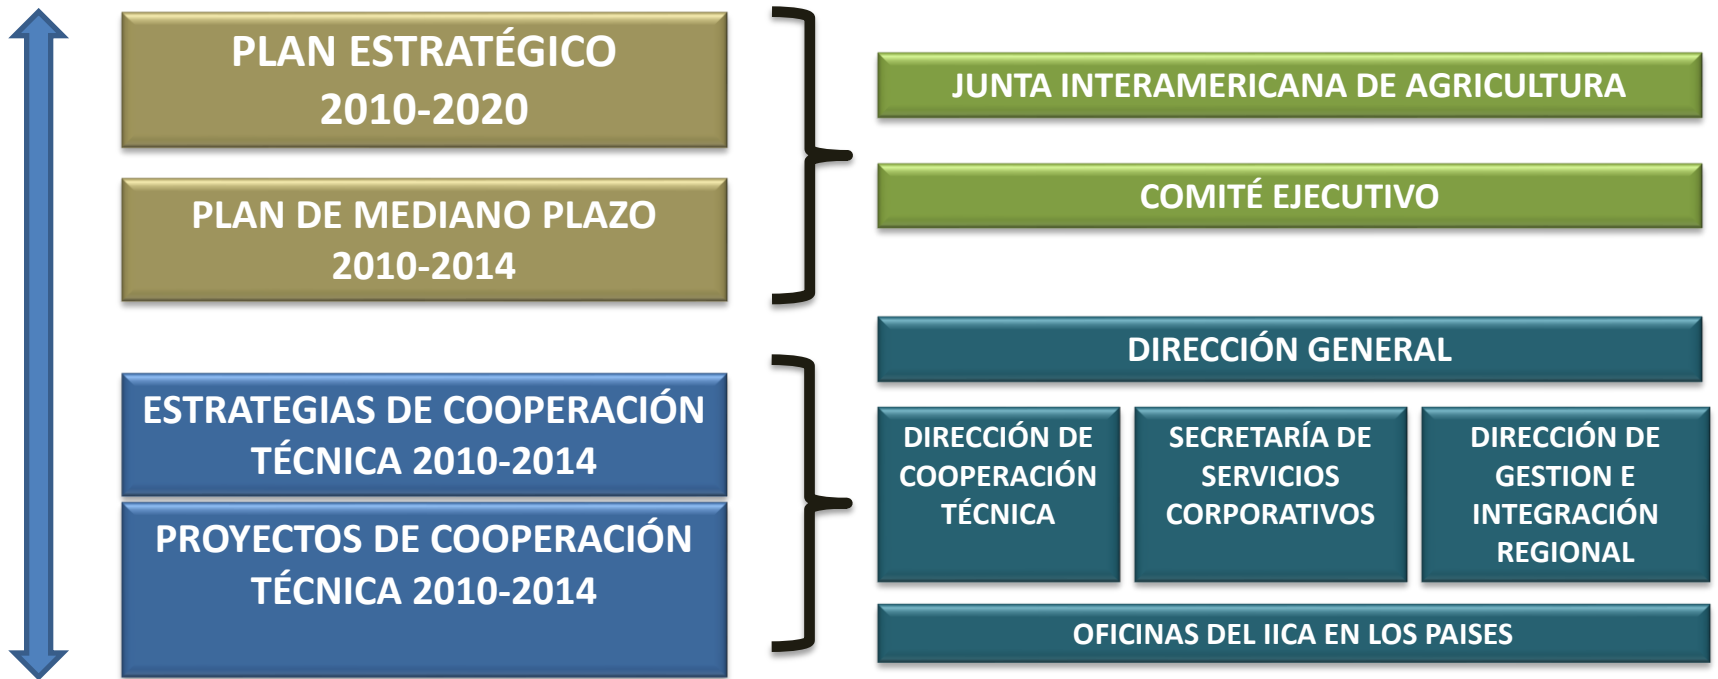 PLAN ESTRATÉGICO
2010-2020
PLAN DE MEDIANO PLAZO
2010-2014
ESTRATEGIAS DE COOPERACIÓN
TÉCNICA 2010-2014
PROYECTOS DE COOPERACIÓN
TÉCNICA 2010-2014
JUNTA INTERAMERICANA DE AGRICULTURA
COMITÉ EJECUTIVO
DIRECCIÓN GENERAL
DIRECCIÓN DE
COOPERACIÓN
TÉCNICA
SECRETARÍA DE
SERVICIOS
CORPORATIVOS
DIRECCIÓN DE
GESTION E
INTEGRACIÓN
REGIONAL
OFICINAS DEL IICA EN LOS PAISES